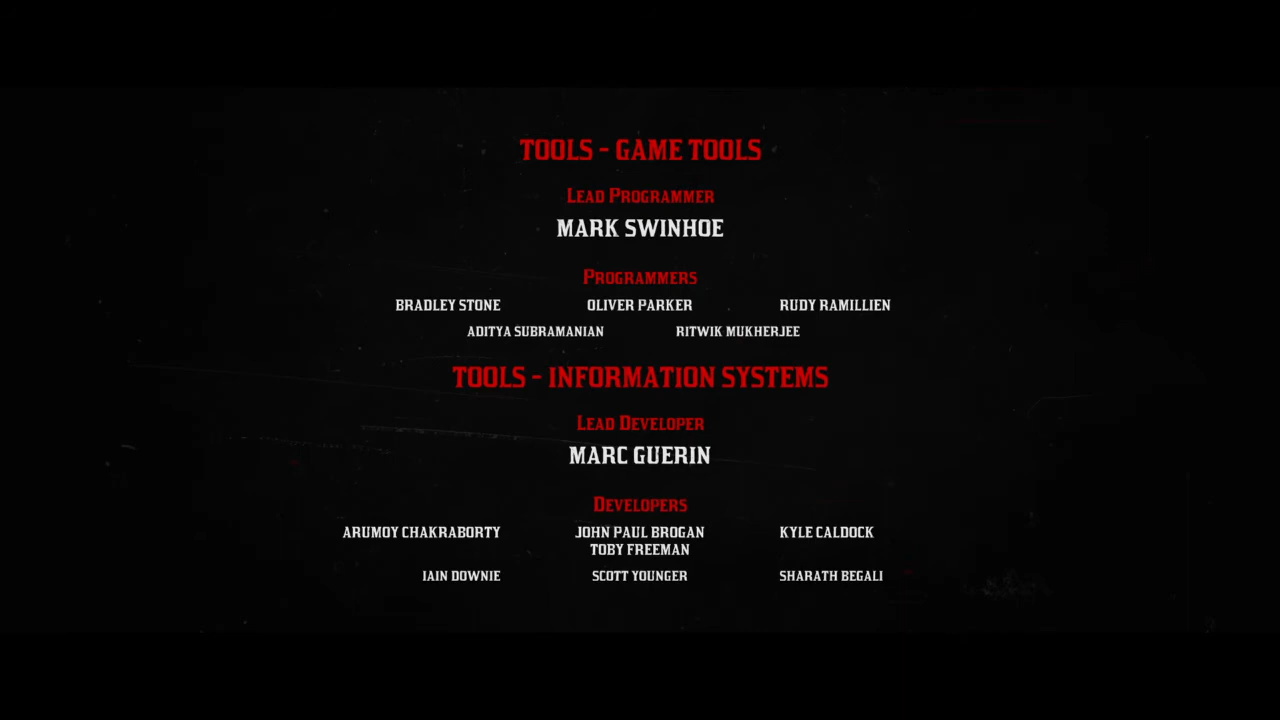 TOOLS - GAME TOOLS
LEAD PROGRAMMER
MARK SWINHOE
PROGRAMMERS
BRADLEY STONE OLIVER PARKER RUDY RAMILLIEN
ADITYA SUBRAMANIAN RITWIK MUKHERJEE
TOOLS - INFORMATION SYSTEMS
LEAD DEVELOPER
MARC GUERIN
DEVELOPERS
ARUMOY CHAKRABORTY JOHN PAUL BROGAN KYLE CALDOCK
TOBY FREEMAN
IAIN DOWNIE SCOTT YOUNGER SHARATH BEGALI